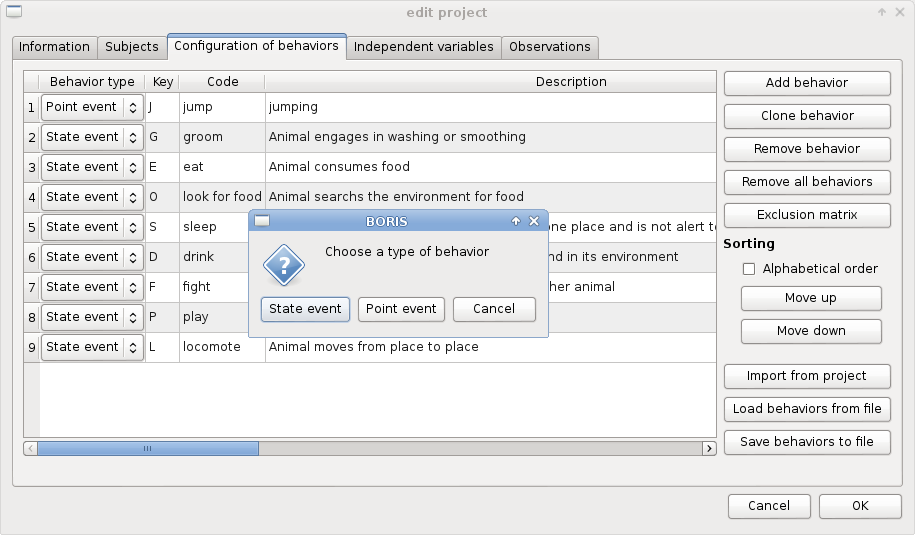 edit project
Information Subjects Configuration of behaviors Independent variables Observations
Behavior type Key Code Description
1 Point event J jump jumping
2 State event G groom Animal engages in washing or smoothing
3 State event E eat Animal consumes food
4 State event O look for food Animal searchs the environment for food
5 State event S sleep one place and is not alert to
6 State event D drink nd in its environment
7 State event F fight her animal
8 State event P play
9 State event L locomote Animal moves from place to place
BORIS
Choose a type of behavior
State event Point event Cancel
Add behavior
Clone behavior
Remove behavior
Remove all behaviors
Exclusion matrix
Sorting
Alphabetical order
Move up
Move down
Import from project
Load behaviors from file
Save behaviors to file
Cancel OK